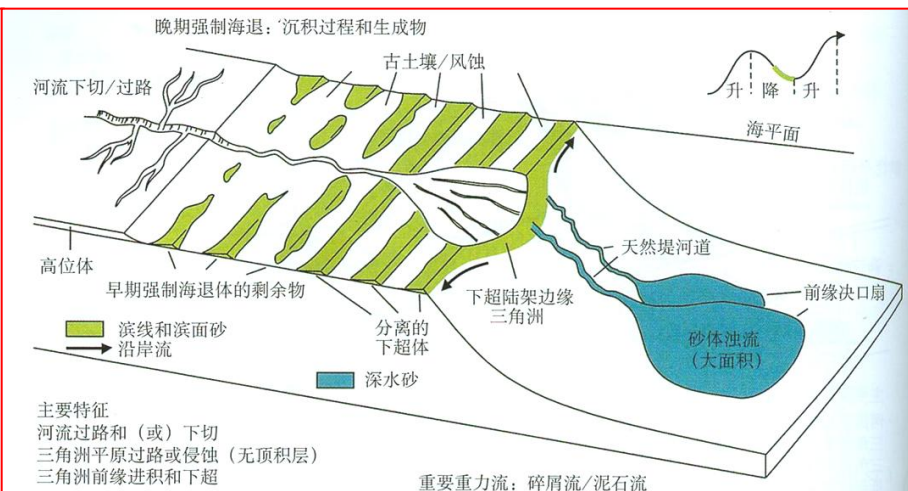 晚期强制海退：沉积过程和生成物
古土壤/风蚀
河流下切/过路
升 降 升
海平面
高位体
早期强制海退体的剩余物
天然堤河道
前缘决口扇
下超陆架边缘
三角洲
砂体浊流
（大面积）
滨线和滨面砂
沿岸流
分离的
下超体
深水砂
主要特征
河流过路和（或）下切
三角洲平原过路或侵蚀（无顶积层）
三角洲前缘进积和下超
重要重力流：碎屑流/泥石流